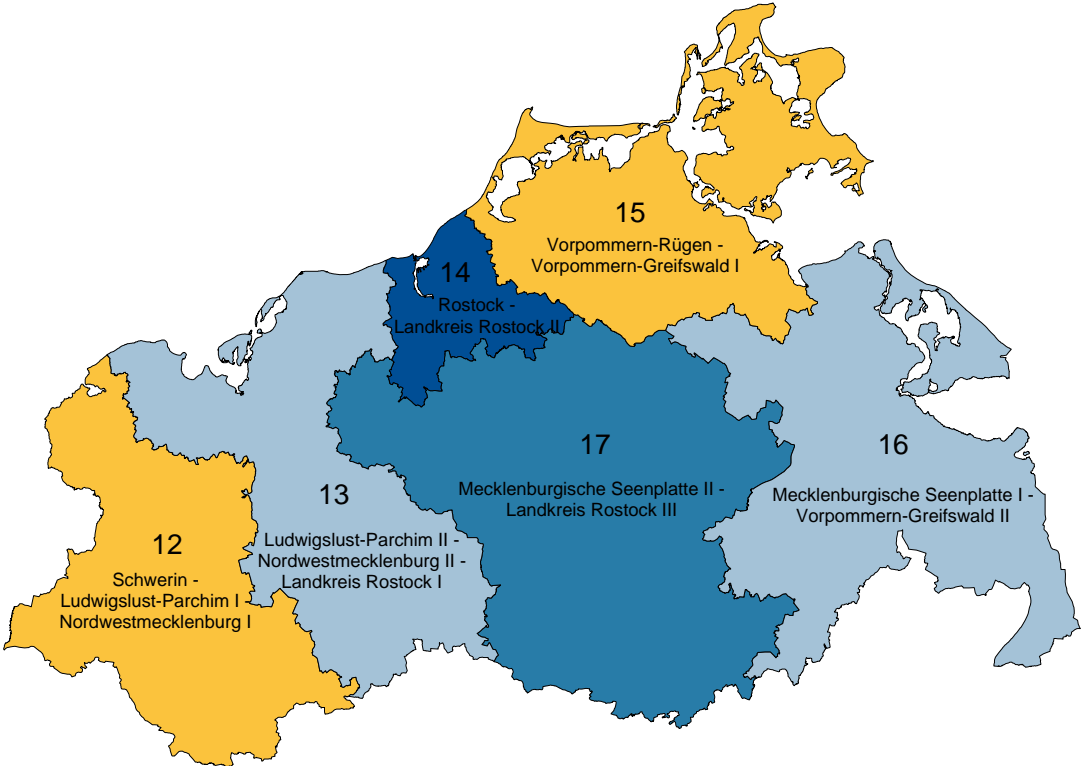 15
Vorpommern-Rügen -
Vorpommern-Greifswald I
14
Rostock -
Landkreis Rostock II
17
Mecklenburgische Seenplatte II -
Landkreis Rostock III
16
Mecklenburgische Seenplatte I -
Vorpommern-Greifswald II
13
Ludwigslust-Parchim II -
Nordwestmecklenburg II -
Landkreis Rostock I
12
Schwerin -
Ludwigslust-Parchim I -
Nordwestmecklenburg I